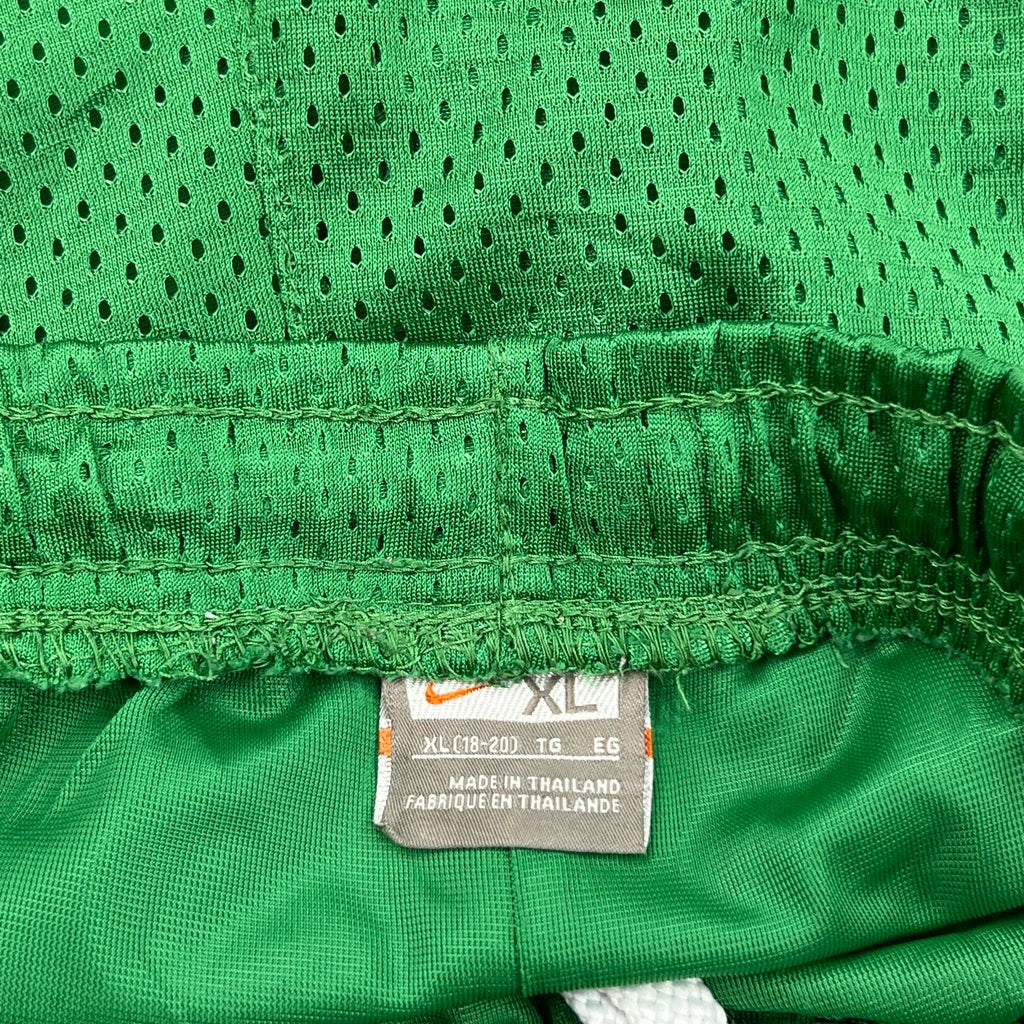 XL
XL(18-20) TG EG
MADE IN THAILAND
FABRIQUE EN THAILANDE